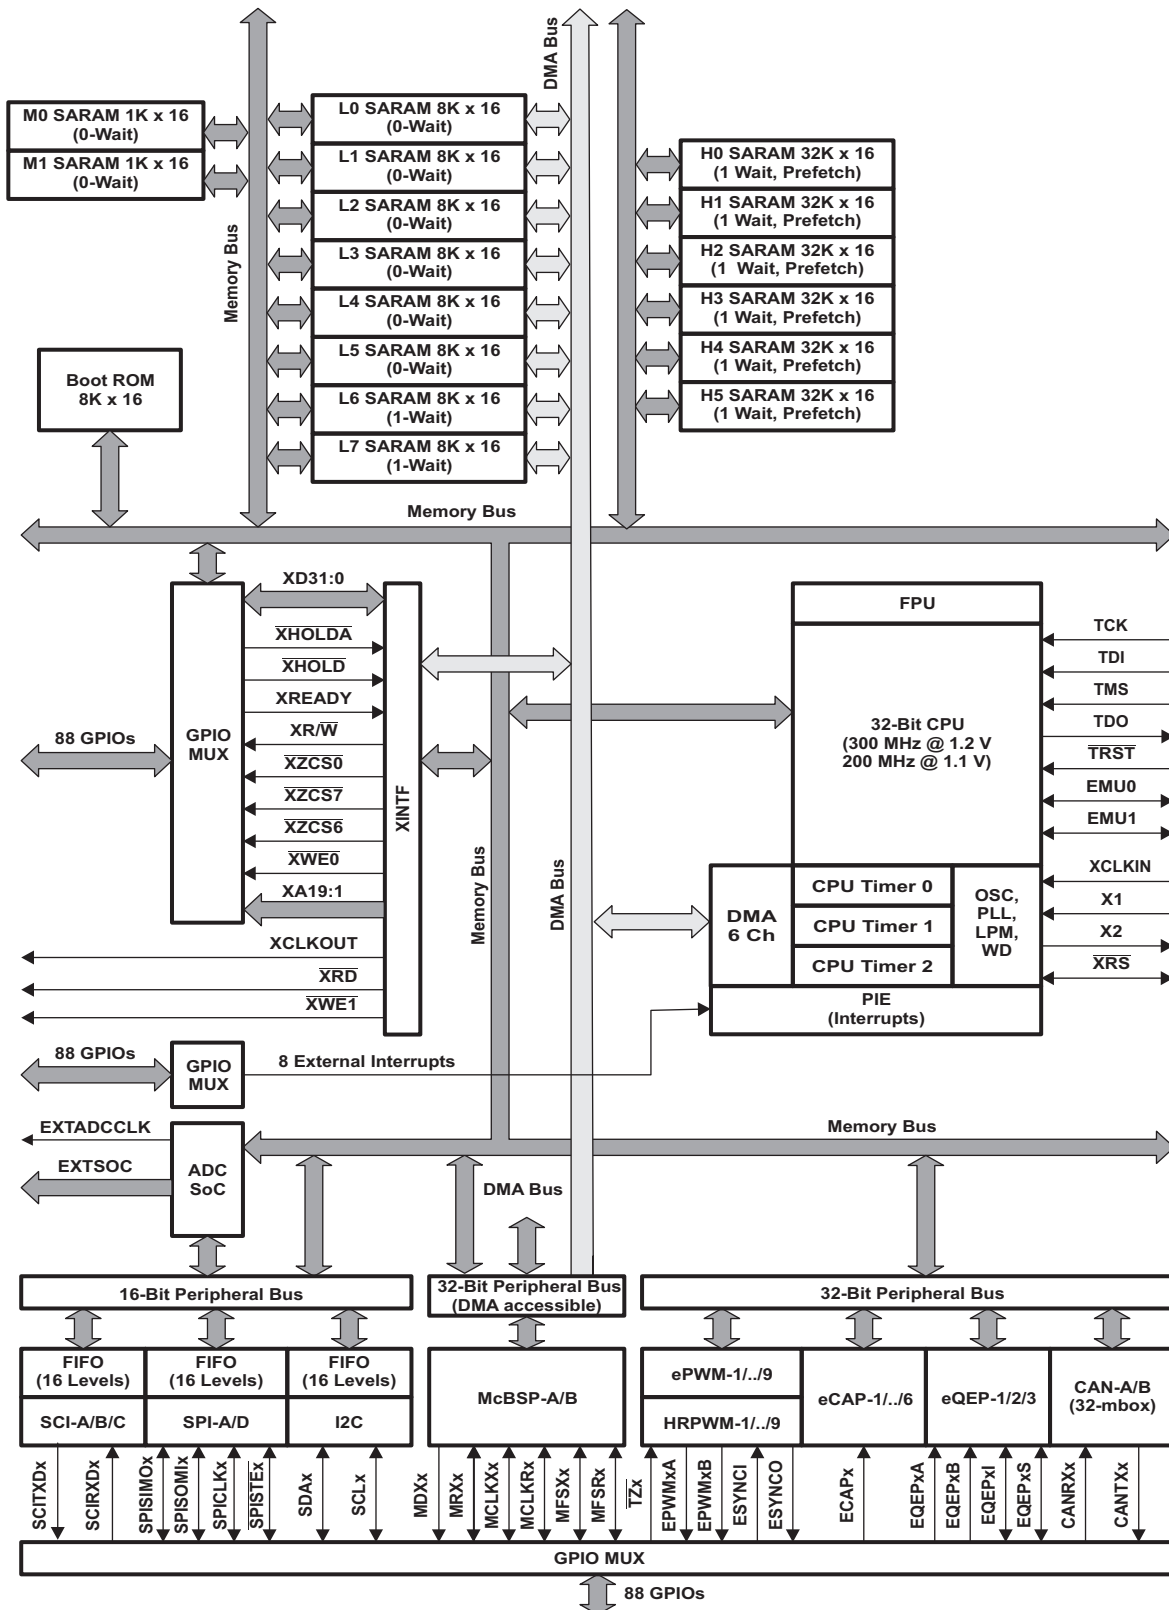 DMA Bus
M0 SARAM 1K x 16
(0-Wait)
M1 SARAM 1K x 16
(0-Wait)
Memory Bus
L0 SARAM 8K x 16
(0-Wait)
L1 SARAM 8K x 16
(0-Wait)
L2 SARAM 8K x 16
(0-Wait)
L3 SARAM 8K x 16
(0-Wait)
L4 SARAM 8K x 16
(0-Wait)
L5 SARAM 8K x 16
(0-Wait)
L6 SARAM 8K x 16
(1-Wait)
L7 SARAM 8K x 16
(1-Wait)
H0 SARAM 32K x 16
(1 Wait, Prefetch)
H1 SARAM 32K x 16
(1 Wait, Prefetch)
H2 SARAM 32K x 16
(1 Wait, Prefetch)
H3 SARAM 32K x 16
(1 Wait, Prefetch)
H4 SARAM 32K x 16
(1 Wait, Prefetch)
H5 SARAM 32K x 16
(1 Wait, Prefetch)
Boot ROM
8K x 16
Memory Bus
88 GPIOs
GPIO
MUX
XD31:0
XHOLDA
XHOLD
XREADY
XR/W
XZCS0
XZCS7
XZCS6
XWE0
XA19:1
XCLKOUT
XRD
XWE1
XINTF
Memory Bus
DMA Bus
FPU
32-Bit CPU
(300 MHz @ 1.2 V
200 MHz @ 1.1 V)
TCK
TDI
TMS
TDO
TRST
EMU0
EMU1
XCLKIN
X1
X2
XRS
DMA
6 Ch
CPU Timer 0
CPU Timer 1
CPU Timer 2
OSC,
PLL,
LPM,
WD
PIE
(Interrupts)
88 GPIOs
GPIO
MUX
8 External Interrupts
EXTADCCLK
EXTSOC
ADC
SoC
Memory Bus
DMA Bus
16-Bit Peripheral Bus
32-Bit Peripheral Bus
(DMA accessible)
32-Bit Peripheral Bus
FIFO
(16 Levels)
SCI-A/B/C
FIFO
(16 Levels)
SPI-A/D
FIFO
(16 Levels)
I2C
McBSP-A/B
ePWM-1/../9
HRPWM-1/../9
eCAP-1/../6
eQEP-1/2/3
CAN-A/B
(32-mbox)
SCITXDx
SCIRXDx
SPISIMOx
SPISOMIx
SPICLKx
SPISTEx
SDAx
SCLx
MDXx
MRXx
MCLKXx
MCLKRx
MFSXx
MFSRx
TZx
EPWMxA
EPWMxB
ESYNCI
ESYNCO
ECAPx
EQEPxA
EQEPxB
EQEPxI
EQEPxS
CANRXx
CANTXx
GPIO MUX
88 GPIOs